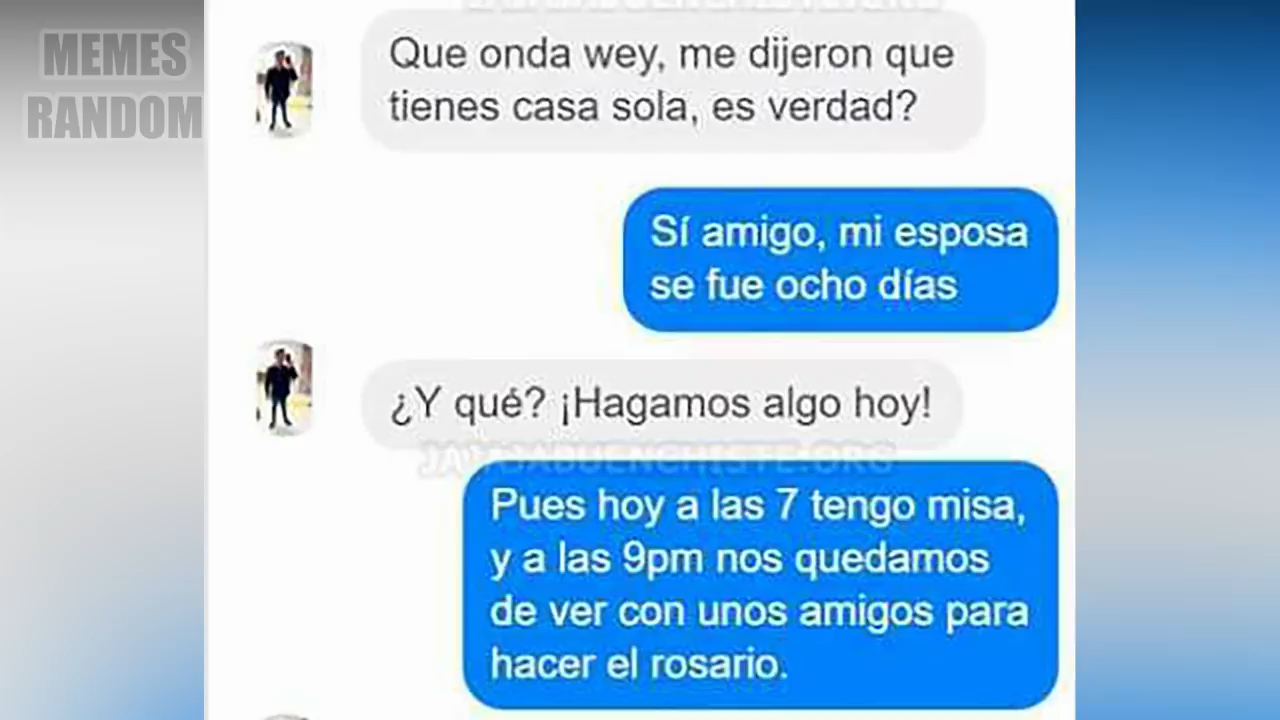 MEMES
RANDOM
Que onda wey, me dijeron que
tienes casa sola, es verdad?
Sí amigo, mi esposa
se fue ocho días
¿Y qué? ¡Hagamos algo hoy!
Pues hoy a las 7 tengo misa,
y a las 9pm nos quedamos
de ver con unos amigos para
hacer el rosario.